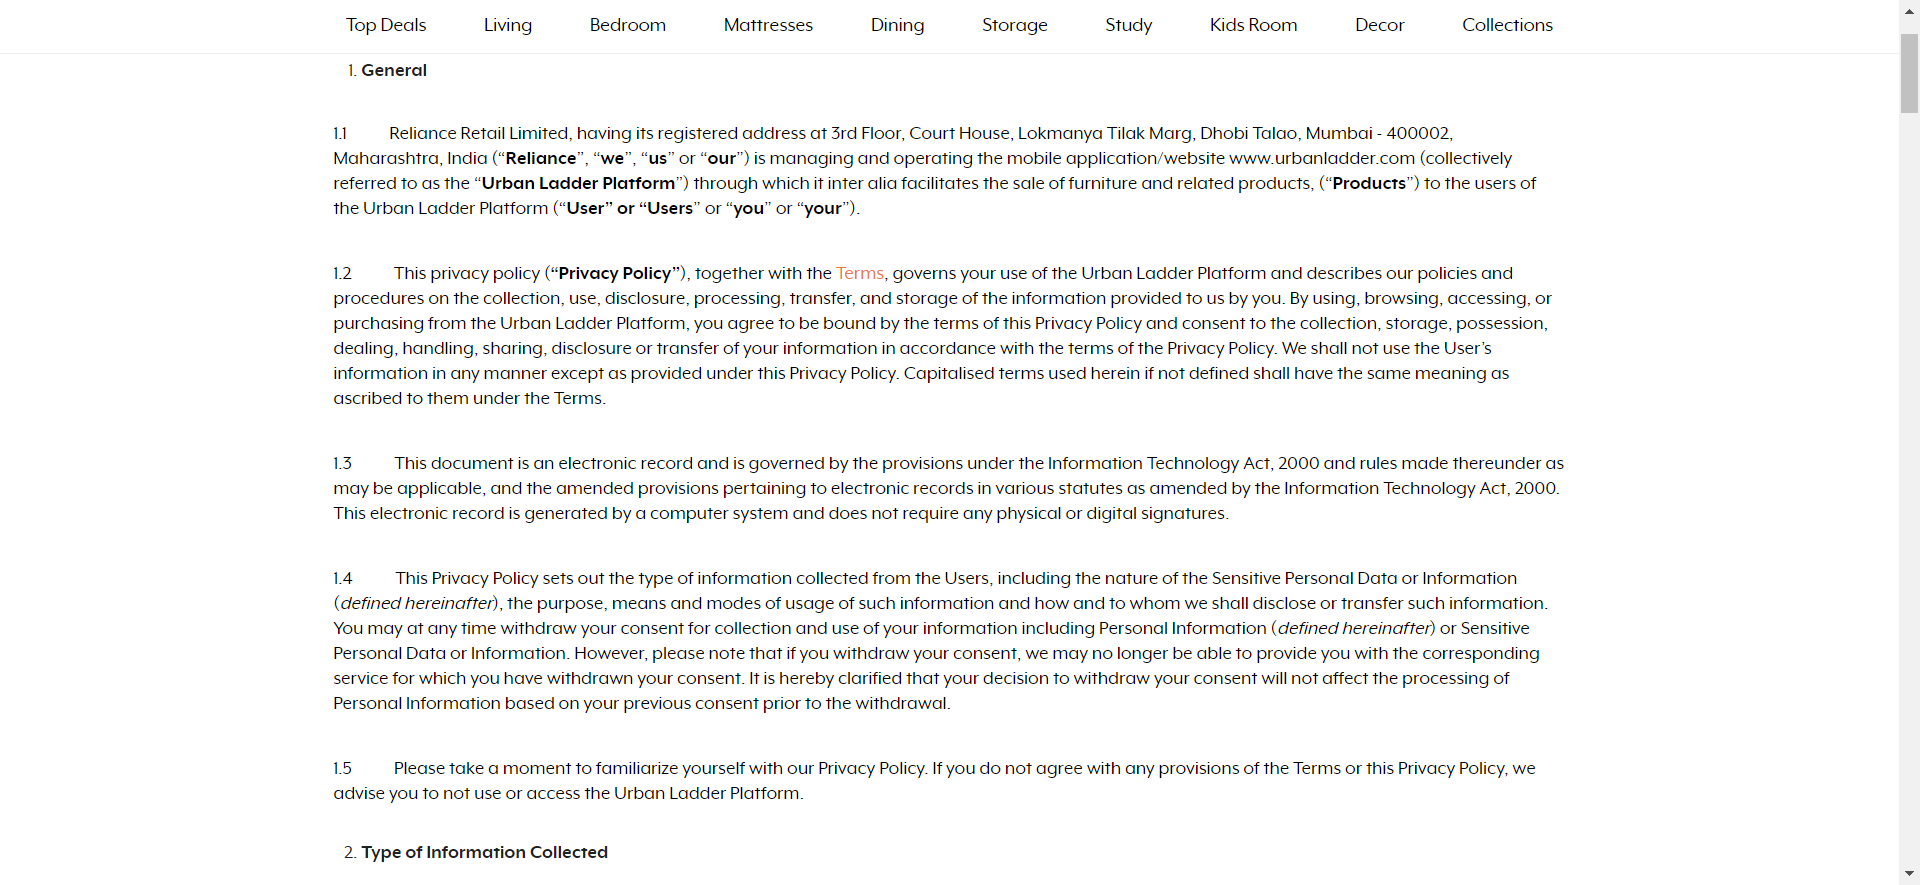 Top Deals Living Bedroom Mattresses Dining Storage Study Kids Room Decor Collections
1. General
1.1 Reliance Retail Limited, having its registered address at 3rd Floor, Court House, Lokmanya Tilak Marg, Dhobi Talao, Mumbai - 400002,
Maharashtra, India (“Reliance”, “we”, “us” or “our”) is managing and operating the mobile application/website www.urbanladder.com (collectively
referred to as the “Urban Ladder Platform”) through which it inter alia facilitates the sale of furniture and related products, (“Products”) to the users of
the Urban Ladder Platform (“User” or “Users” or “you” or “your”).
1.2 This privacy policy (“Privacy Policy”), together with the Terms, governs your use of the Urban Ladder Platform and describes our policies and
procedures on the collection, use, disclosure, processing, transfer, and storage of the information provided to us by you. By using, browsing, accessing, or
purchasing from the Urban Ladder Platform, you agree to be bound by the terms of this Privacy Policy and consent to the collection, storage, possession,
dealing, handling, sharing, disclosure or transfer of your information in accordance with the terms of the Privacy Policy. We shall not use the User’s
information in any manner except as provided under this Privacy Policy. Capitalised terms used herein if not defined shall have the same meaning as
ascribed to them under the Terms.
1.3 This document is an electronic record and is governed by the provisions under the Information Technology Act, 2000 and rules made thereunder as
may be applicable, and the amended provisions pertaining to electronic records in various statutes as amended by the Information Technology Act, 2000.
This electronic record is generated by a computer system and does not require any physical or digital signatures.
1.4 This Privacy Policy sets out the type of information collected from the Users, including the nature of the Sensitive Personal Data or Information
(defined hereinafter), the purpose, means and modes of usage of such information and how and to whom we shall disclose or transfer such information.
You may at any time withdraw your consent for collection and use of your information including Personal Information (defined hereinafter) or Sensitive
Personal Data or Information. However, please note that if you withdraw your consent, we may no longer be able to provide you with the corresponding
service for which you have withdrawn your consent. It is hereby clarified that your decision to withdraw your consent will not affect the processing of
Personal Information based on your previous consent prior to the withdrawal.
1.5 Please take a moment to familiarize yourself with our Privacy Policy. If you do not agree with any provisions of the Terms or this Privacy Policy, we
advise you to not use or access the Urban Ladder Platform.
2. Type of Information Collected